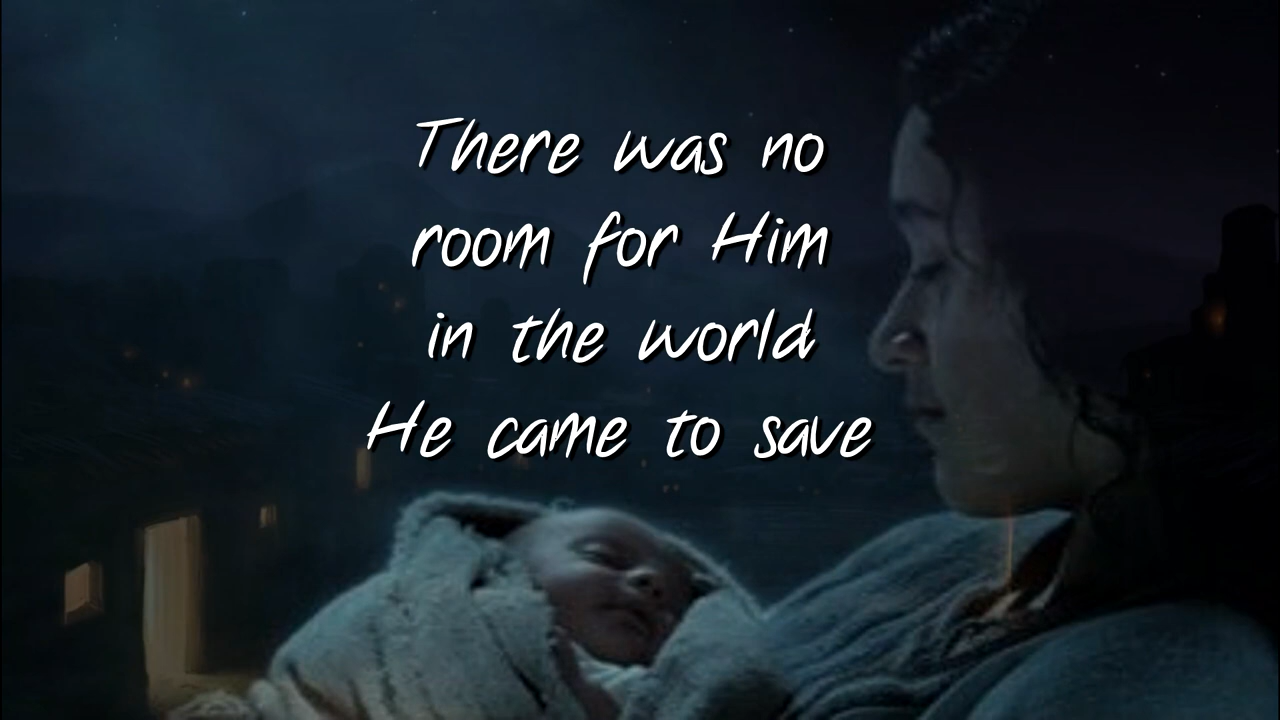 There was no
room for Him
in the world
He came to save